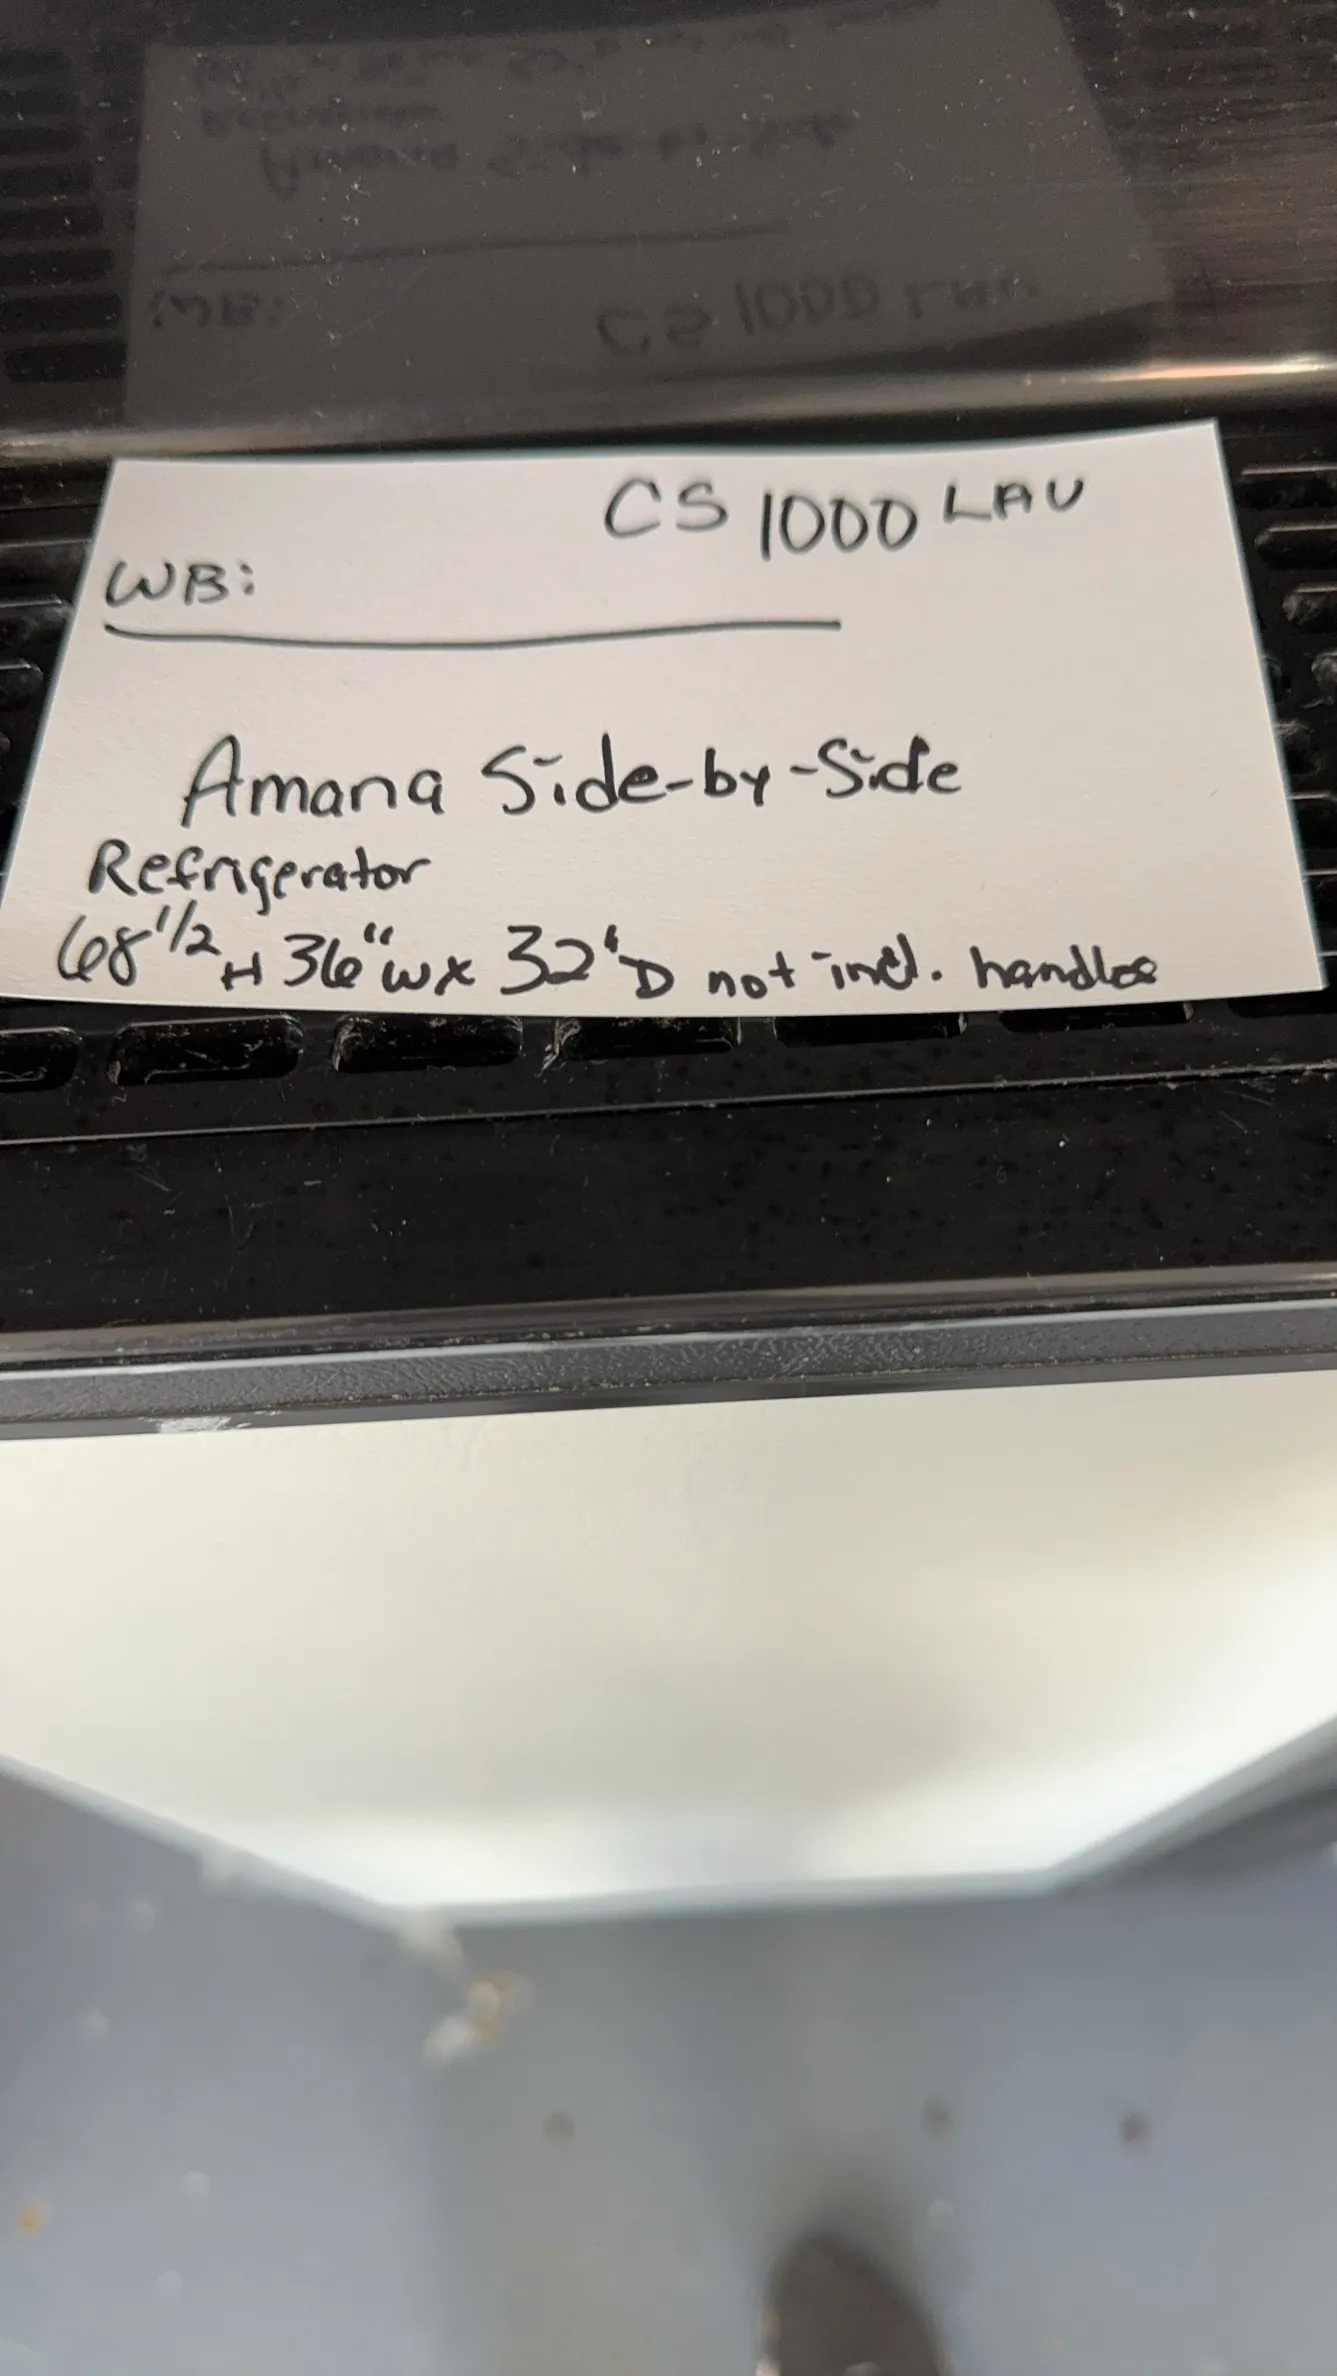 CS 1000 LAU
WB:
Amana Side-by-Side
Refrigerator
68 1/2 H 36" W x 32" D not incl. handles